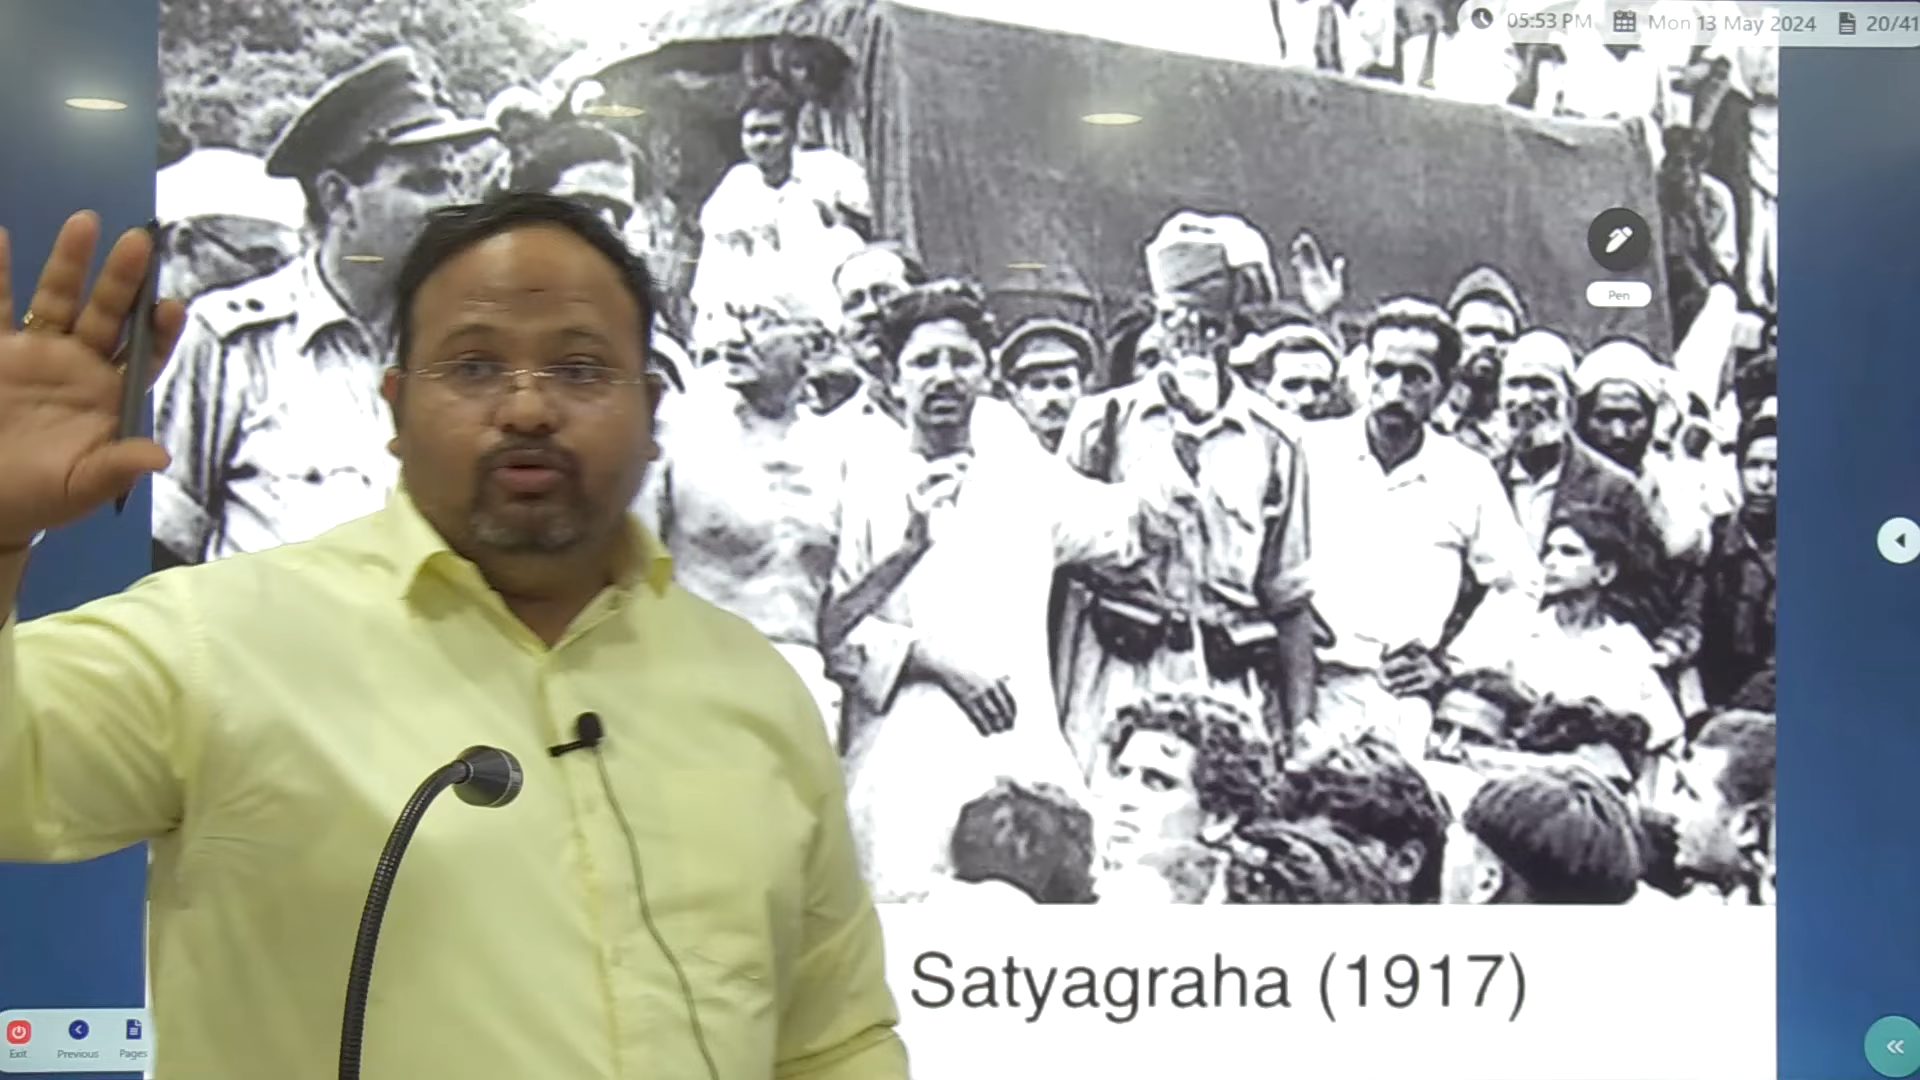 05:53 PM Mon 13 May 2024 20/41
Pen
Satyagraha (1917)
Exit Previous Pages